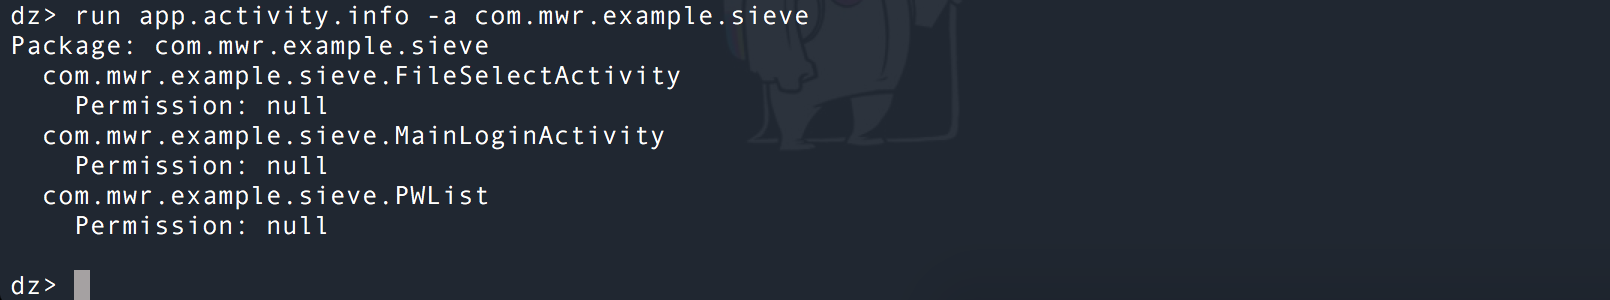 dz> run app.activity.info -a com.mwr.example.sieve
Package: com.mwr.example.sieve
  com.mwr.example.sieve.FileSelectActivity
    Permission: null
  com.mwr.example.sieve.MainLoginActivity
    Permission: null
  com.mwr.example.sieve.PWList
    Permission: null
dz>